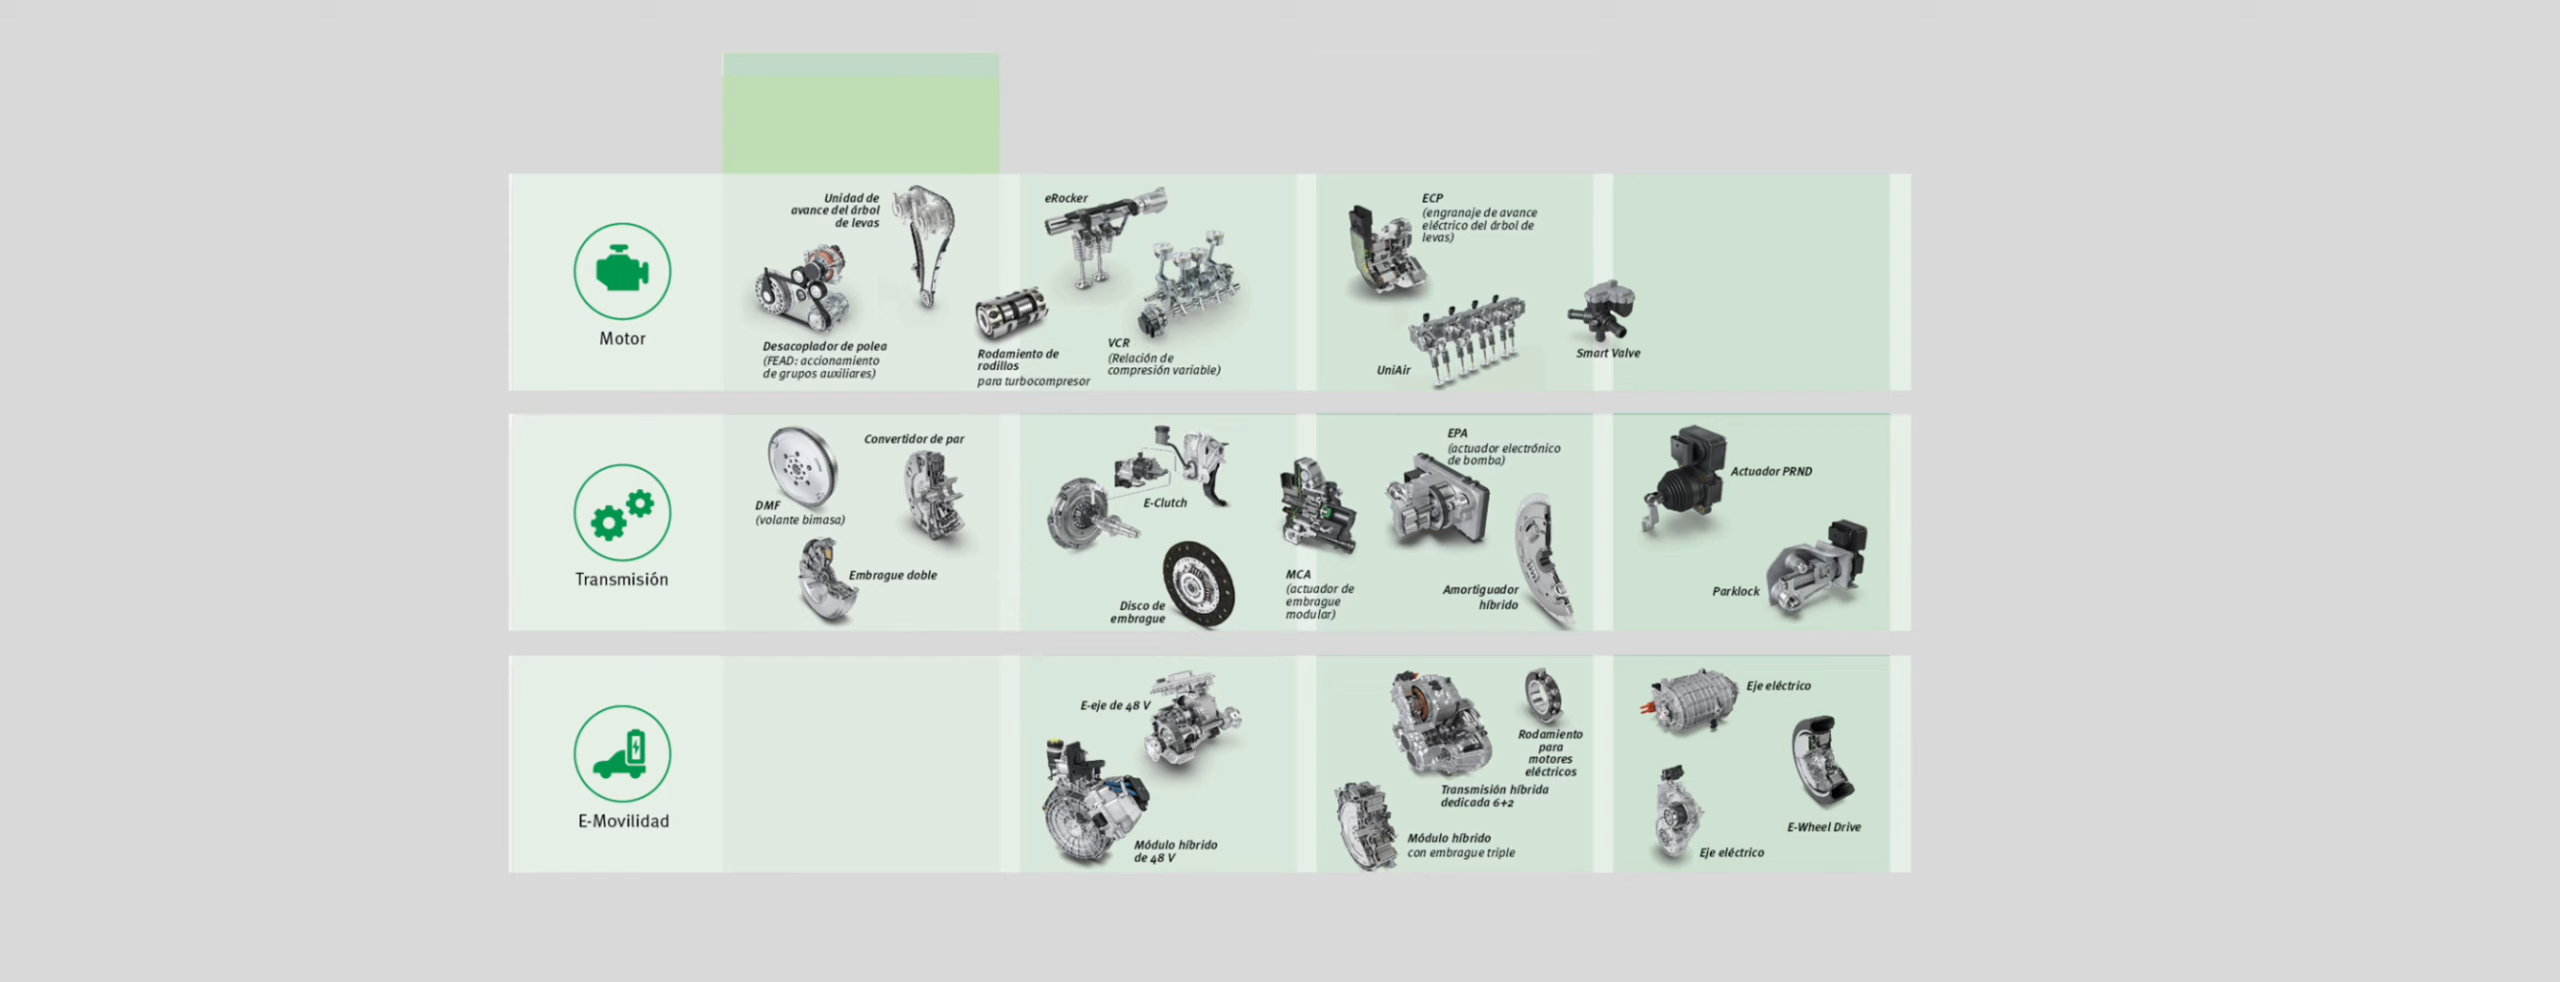 Motor
Unidad de
avance del árbol
de levas
Desacoplador de polea
(FEAD: accionamiento
de grupos auxiliares)
eRocker
Rodamiento de
rodillos
para turbocompresor
VCR
(Relación de
compresión variable)
ECP
(engranaje de avance
eléctrico del árbol de
levas)
UniAir
Smart Valve
Transmisión
DMF
(volante bimasa)
Convertidor de par
Embrague doble
E-Clutch
Disco de
embrague
MCA
(actuador de
embrague
modular)
EPA
(actuador electrónico
de bomba)
Amortiguador
híbrido
Actuador PRND
Parklock
E-Movilidad
E-eje de 48 V
Módulo híbrido
de 48 V
Rodamiento
para
motores
eléctricos
Transmisión híbrida
dedicada 6+2
Módulo híbrido
con embrague triple
Eje eléctrico
E-Wheel Drive
Eje eléctrico